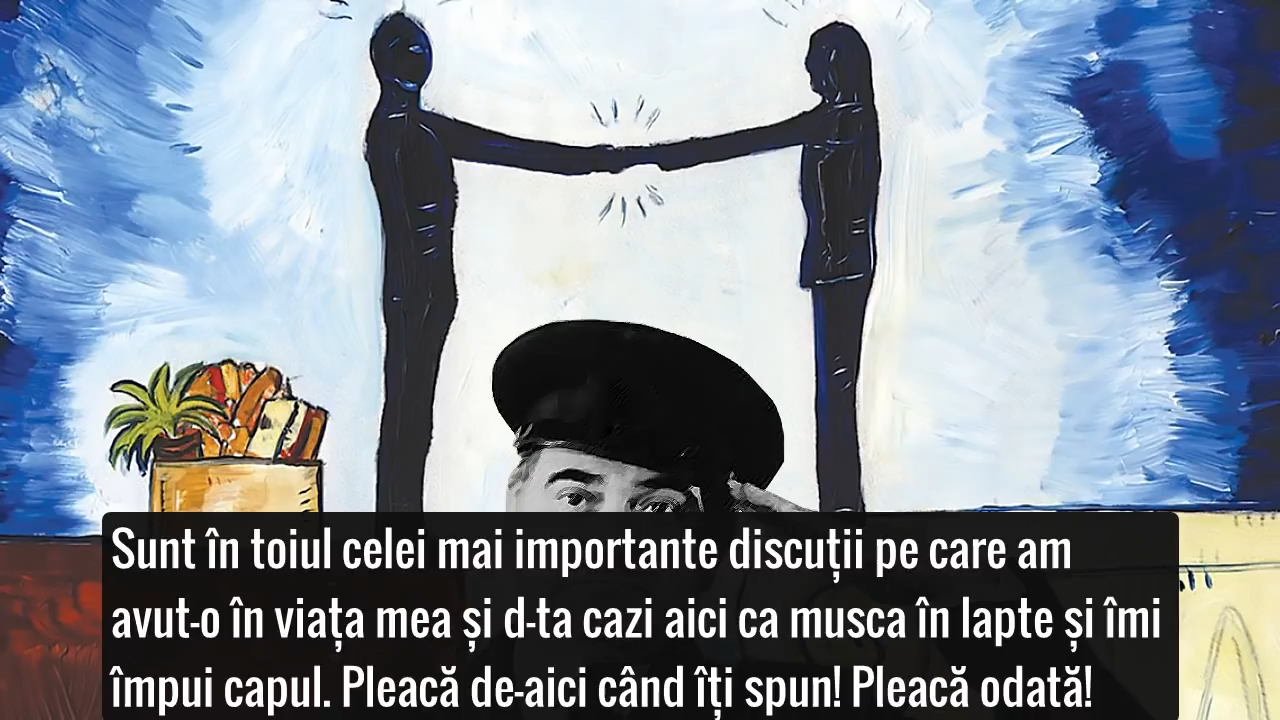 Sunt în toiul celei mai importante discuții pe care am
avut-o în viața mea și d-ta cazi aici ca musca în lapte și îmi
împui capul. Pleacă de-aici când îți spun! Pleacă odată!